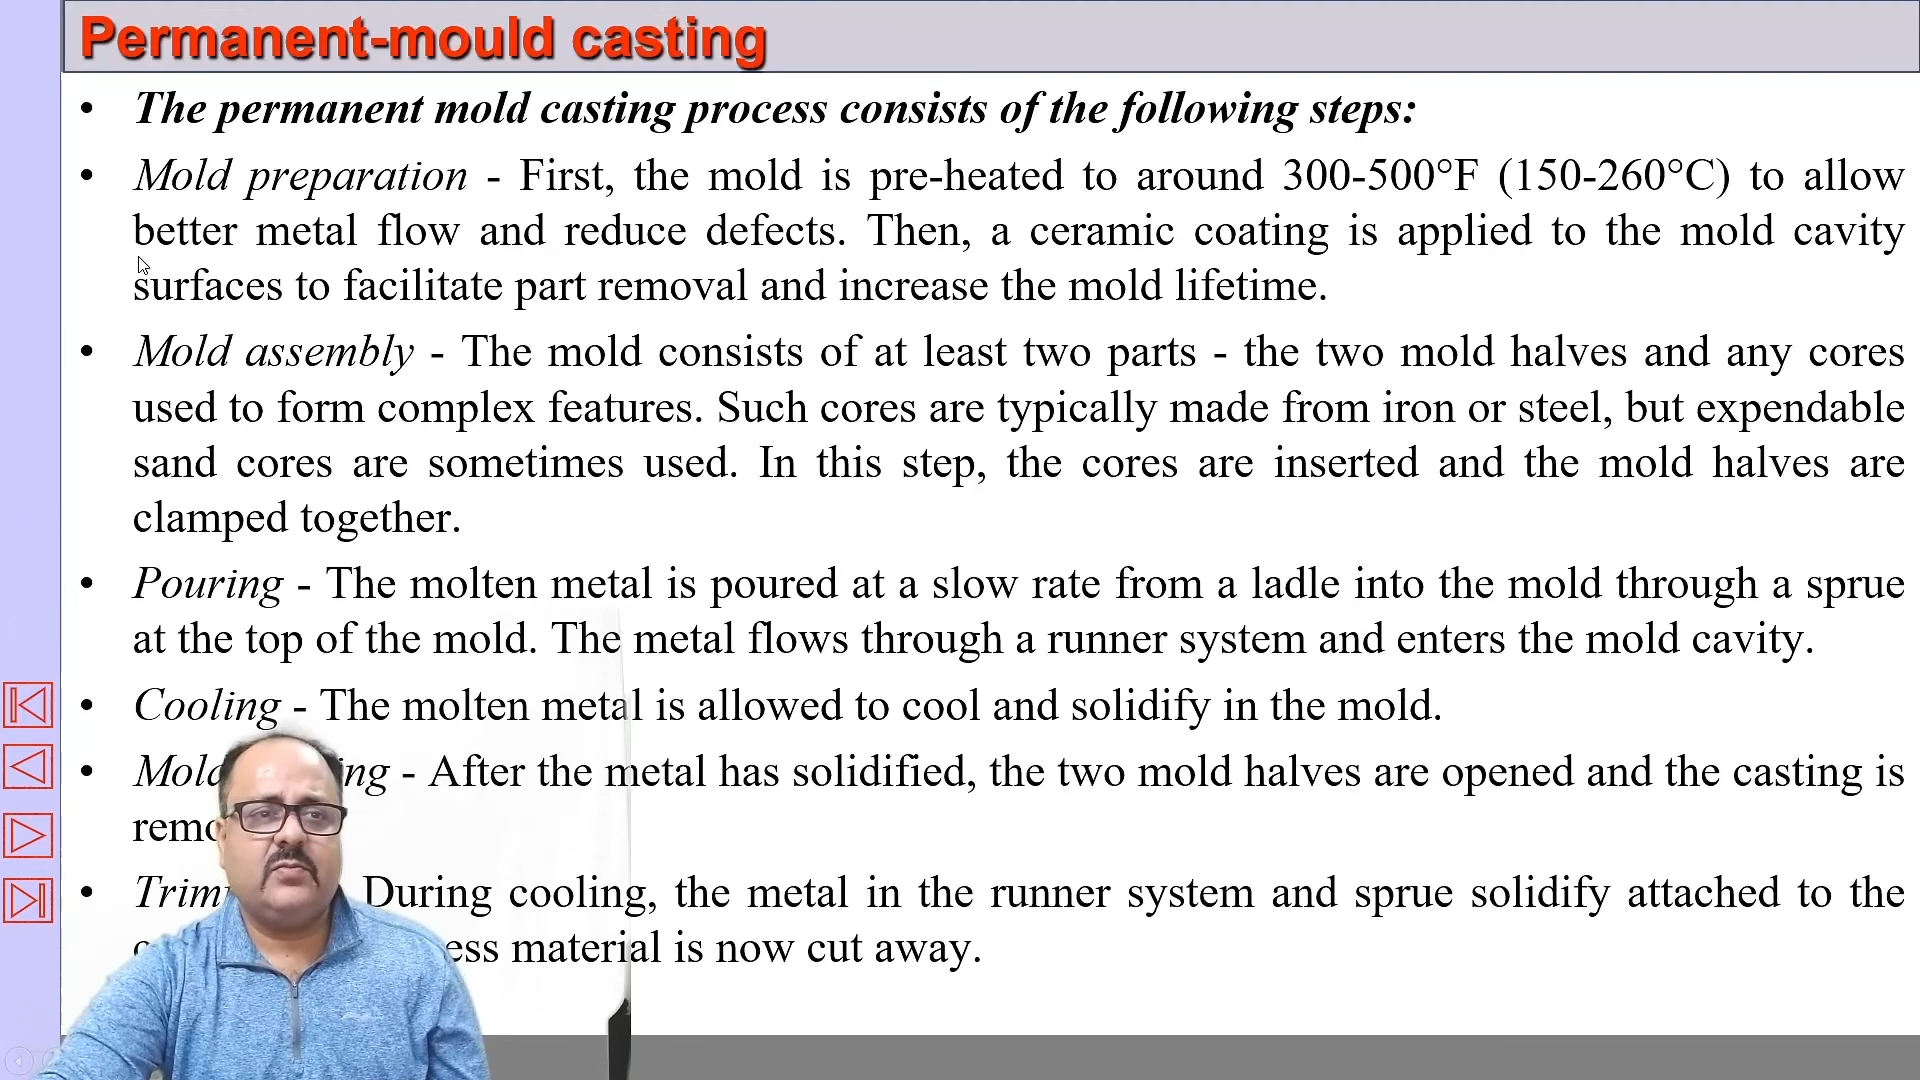 Permanent-mould casting
• The permanent mold casting process consists of the following steps:
• Mold preparation - First, the mold is pre-heated to around 300-500°F (150-260°C) to allow
better metal flow and reduce defects. Then, a ceramic coating is applied to the mold cavity
surfaces to facilitate part removal and increase the mold lifetime.
• Mold assembly - The mold consists of at least two parts - the two mold halves and any cores
used to form complex features. Such cores are typically made from iron or steel, but expendable
sand cores are sometimes used. In this step, the cores are inserted and the mold halves are
clamped together.
• Pouring - The molten metal is poured at a slow rate from a ladle into the mold through a sprue
at the top of the mold. The metal flows through a runner system and enters the mold cavity.
• Cooling - The molten metal is allowed to cool and solidify in the mold.
• Mold - After the metal has solidified, the two mold halves are opened and the casting is
• During cooling, the metal in the runner system and sprue solidify attached to the
material is now cut away.